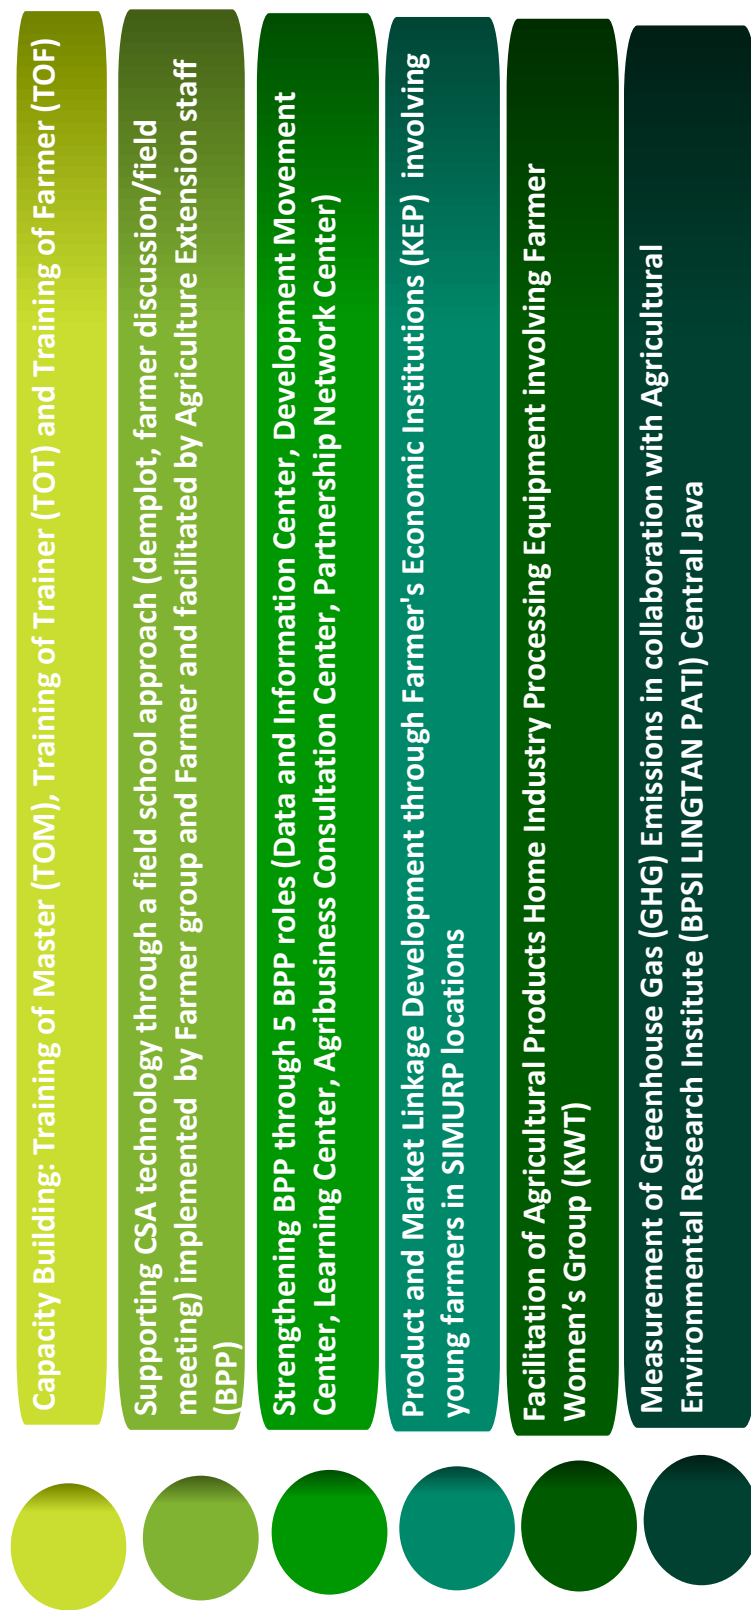 Capacity Building: Training of Master (TOM), Training of Trainer (TOT) and Training of Farmer (TOF)
Supporting CSA technology through a field school approach (demplot, farmer discussion/field
meeting) implemented by Farmer group and Farmer and facilitated by Agriculture Extension staff
(BPP)
Strengthening BPP through 5 BPP roles (Data and Information Center, Development Movement
Center, Learning Center, Agribusiness Consultation Center, Partnership Network Center)
Product and Market Linkage Development through Farmer's Economic Institutions (KEP) involving
young farmers in SIMURP locations
Facilitation of Agricultural Products Home Industry Processing Equipment involving Farmer
Women’s Group (KWT)
Measurement of Greenhouse Gas (GHG) Emissions in collaboration with Agricultural
Environmental Research Institute (BPSI LINGTAN PATI) Central Java